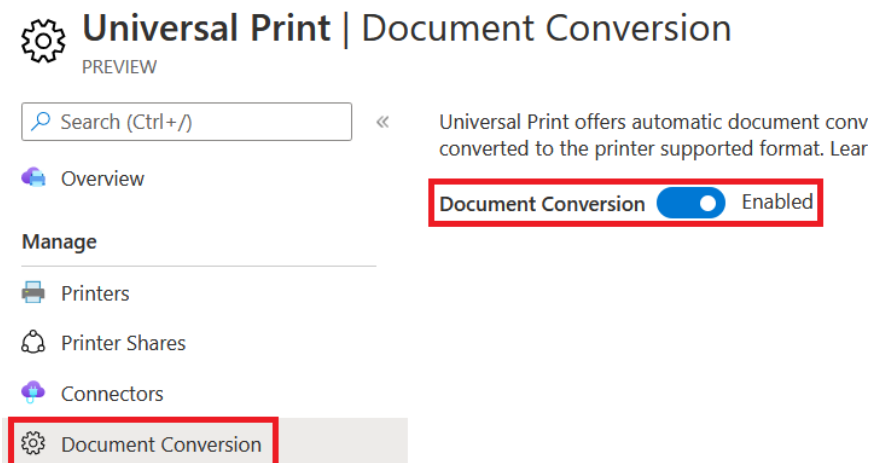 Universal Print | Document Conversion
PREVIEW
Search (Ctrl+/)
«
Overview
Manage
Printers
Printer Shares
Connectors
Document Conversion
Universal Print offers automatic document conv
converted to the printer supported format. Lear
Document Conversion Enabled